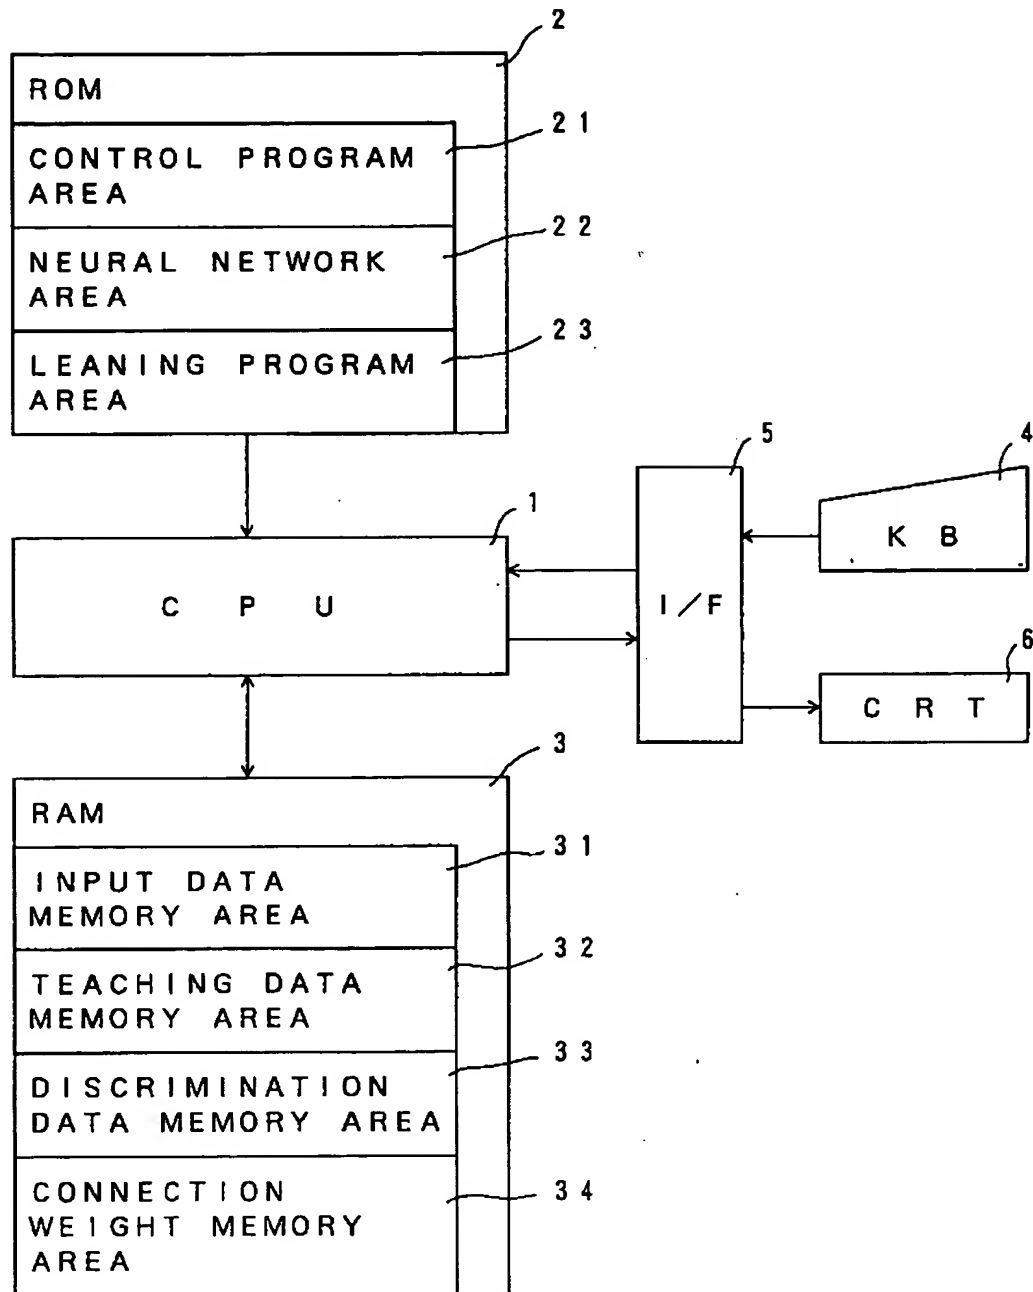 2
ROM
21
CONTROL PROGRAM
AREA
22
NEURAL NETWORK
AREA
23
LEANING PROGRAM
AREA
5
4
1
K B
C P U
I/F
6
C R T
3
RAM
31
INPUT DATA
MEMORY AREA
32
TEACHING DATA
MEMORY AREA
33
DISCRIMINATION
DATA MEMORY AREA
34
CONNECTION
WEIGHT MEMORY
AREA